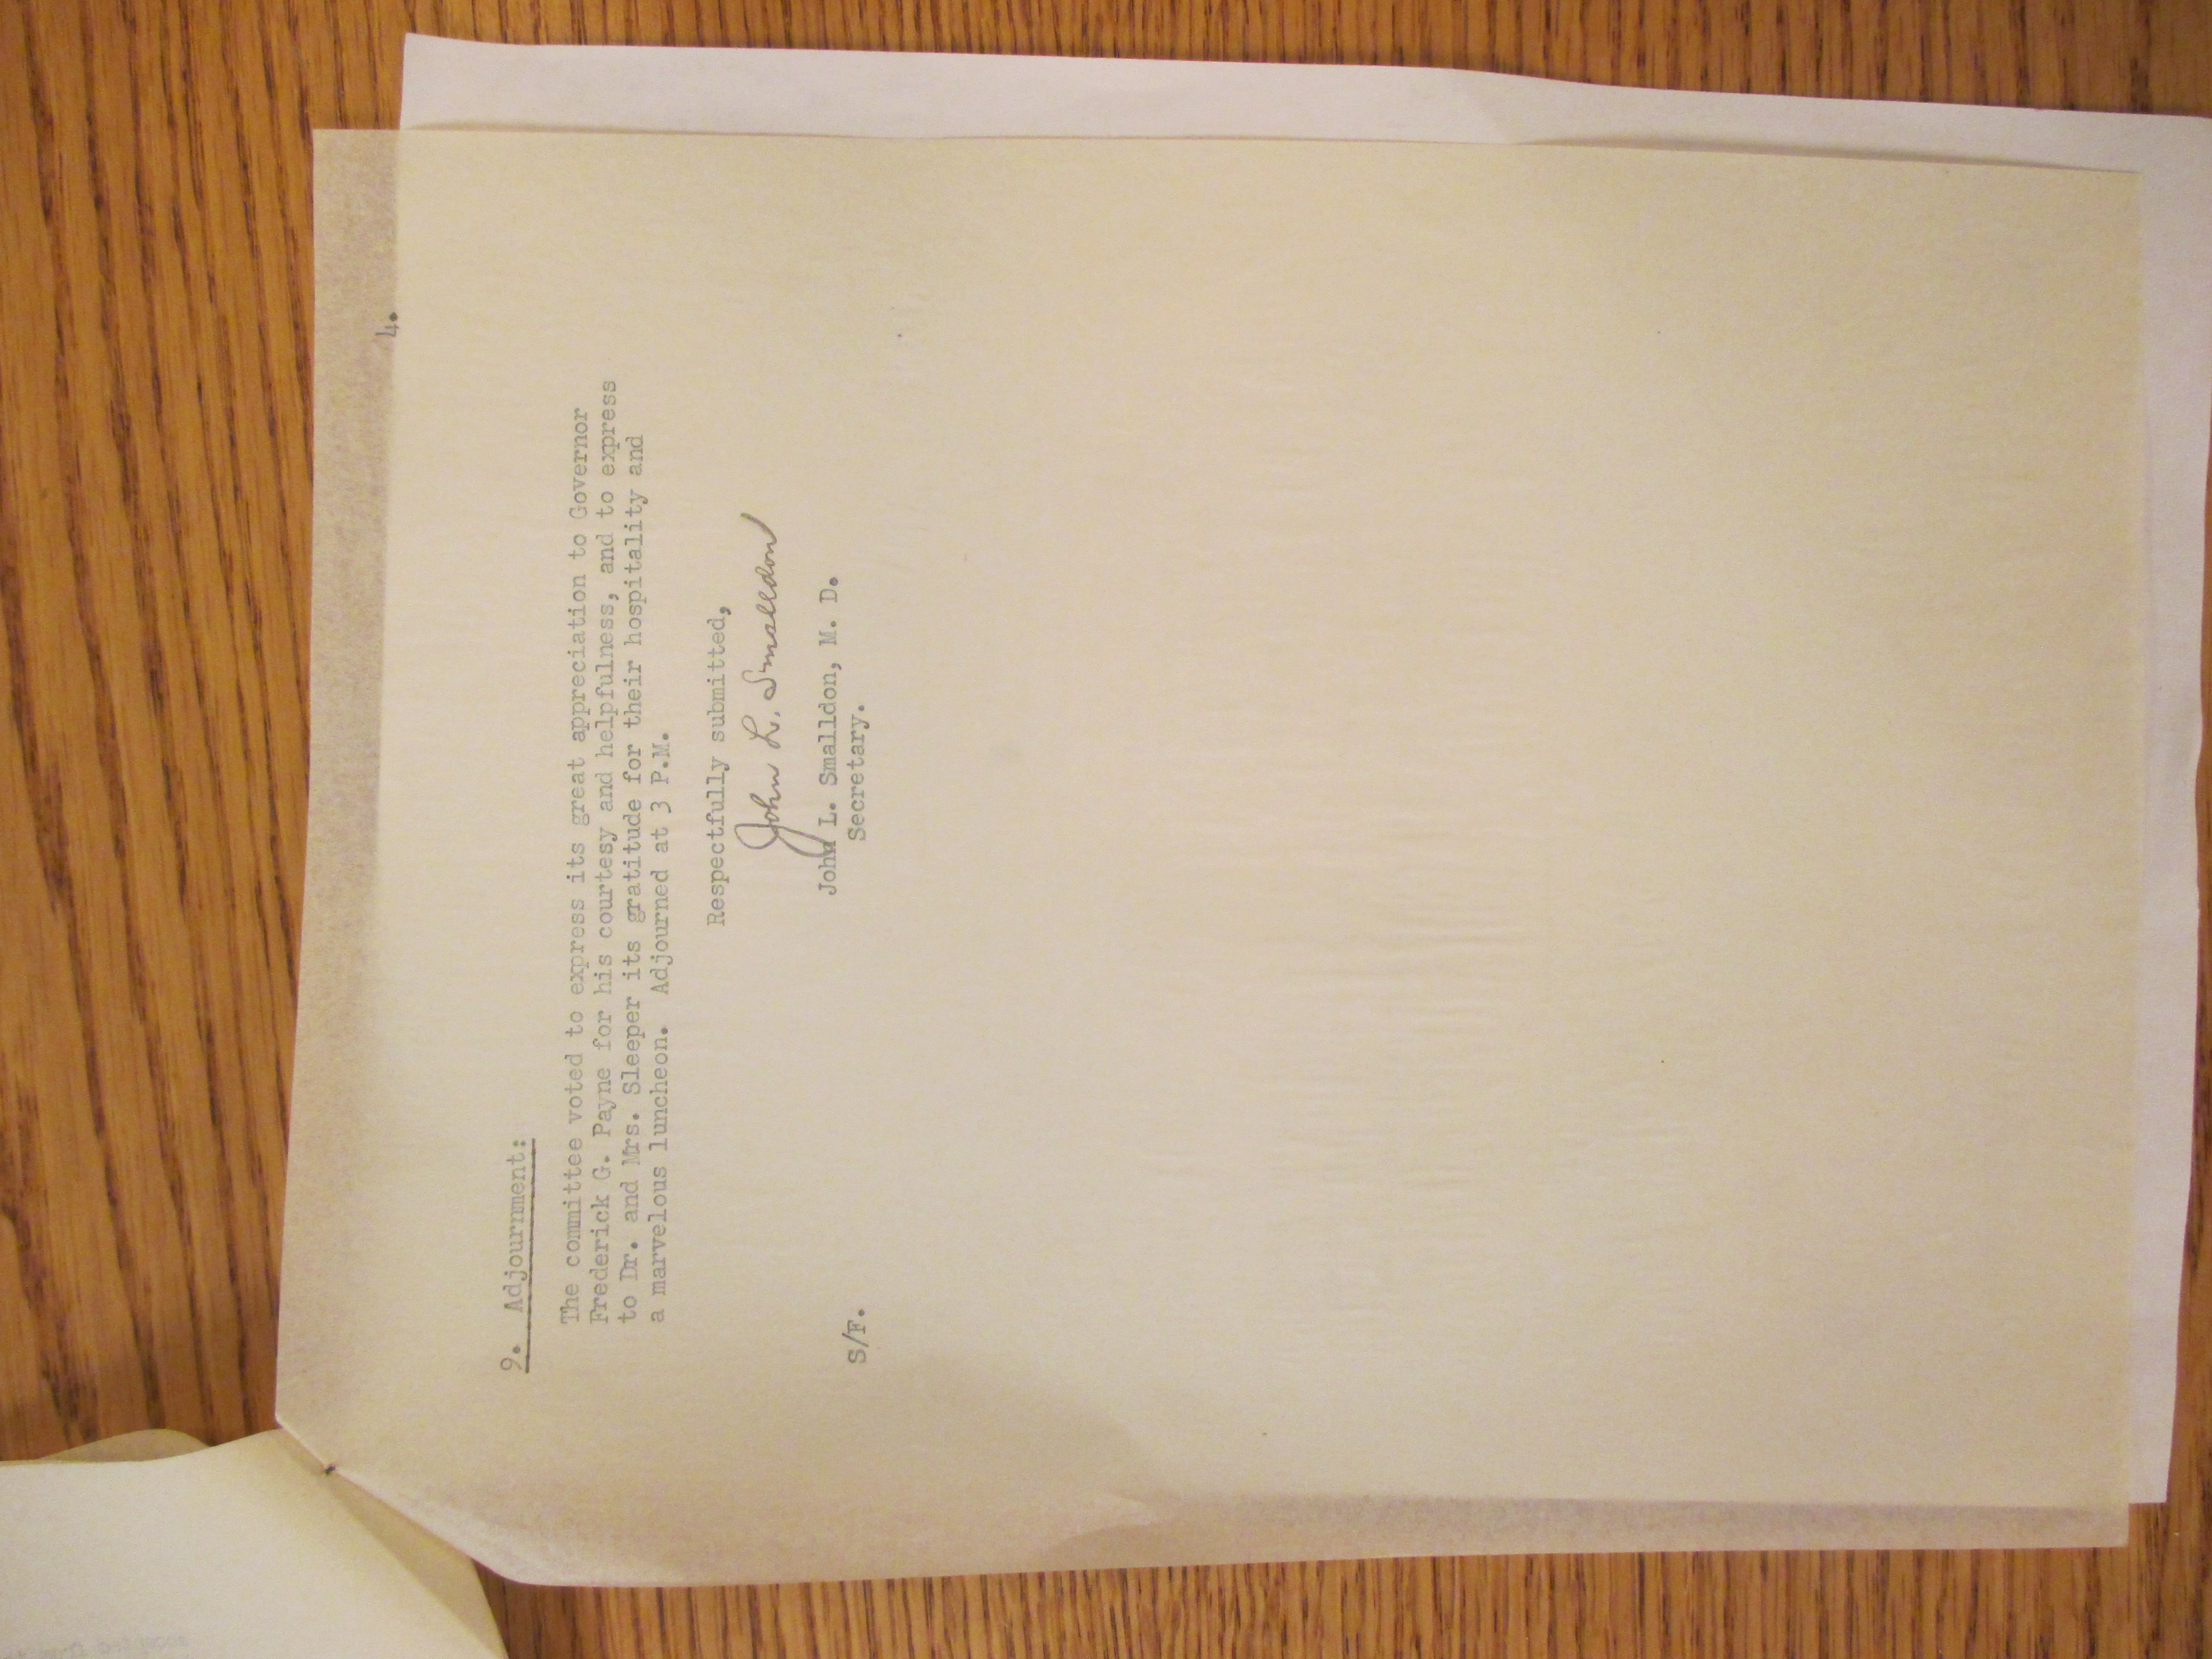 4.
9. Adjournment:
The committee voted to express its great appreciation to Governor
Frederick G. Payne for his courtesy and helpfulness, and to express
to Dr. and Mrs. Sleeper its gratitude for their hospitality and
a marvelous luncheon. Adjourned at 3 P.M.
Respectfully submitted,
John L. Smalldon
John L. Smalldon, M. D.
S/F. Secretary.